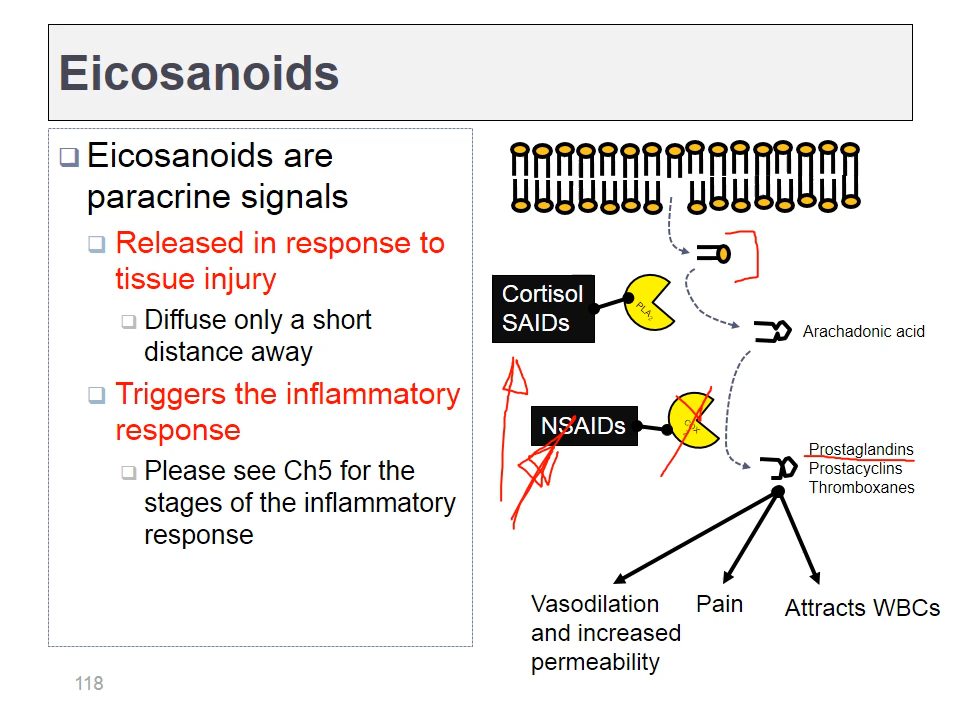 Eicosanoids
Eicosanoids are
paracrine signals
Released in response to
tissue injury
Diffuse only a short
distance away
Triggers the inflammatory
response
Please see Ch5 for the
stages of the inflammatory
response
Cortisol
SAIDs
PLA2
Arachadonic acid
NSAIDs
COX
Prostaglandins
Prostacyclins
Thromboxanes
Vasodilation
and increased
permeability
Pain
Attracts WBCs
118